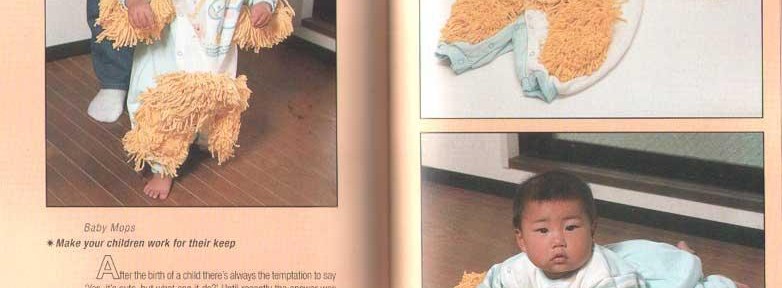 Baby Mops
✷ Make your children work for their keep
After the birth of a child there's always the temptation to say
'Yes, it's cute, but what can it do?' Until recently the answer was